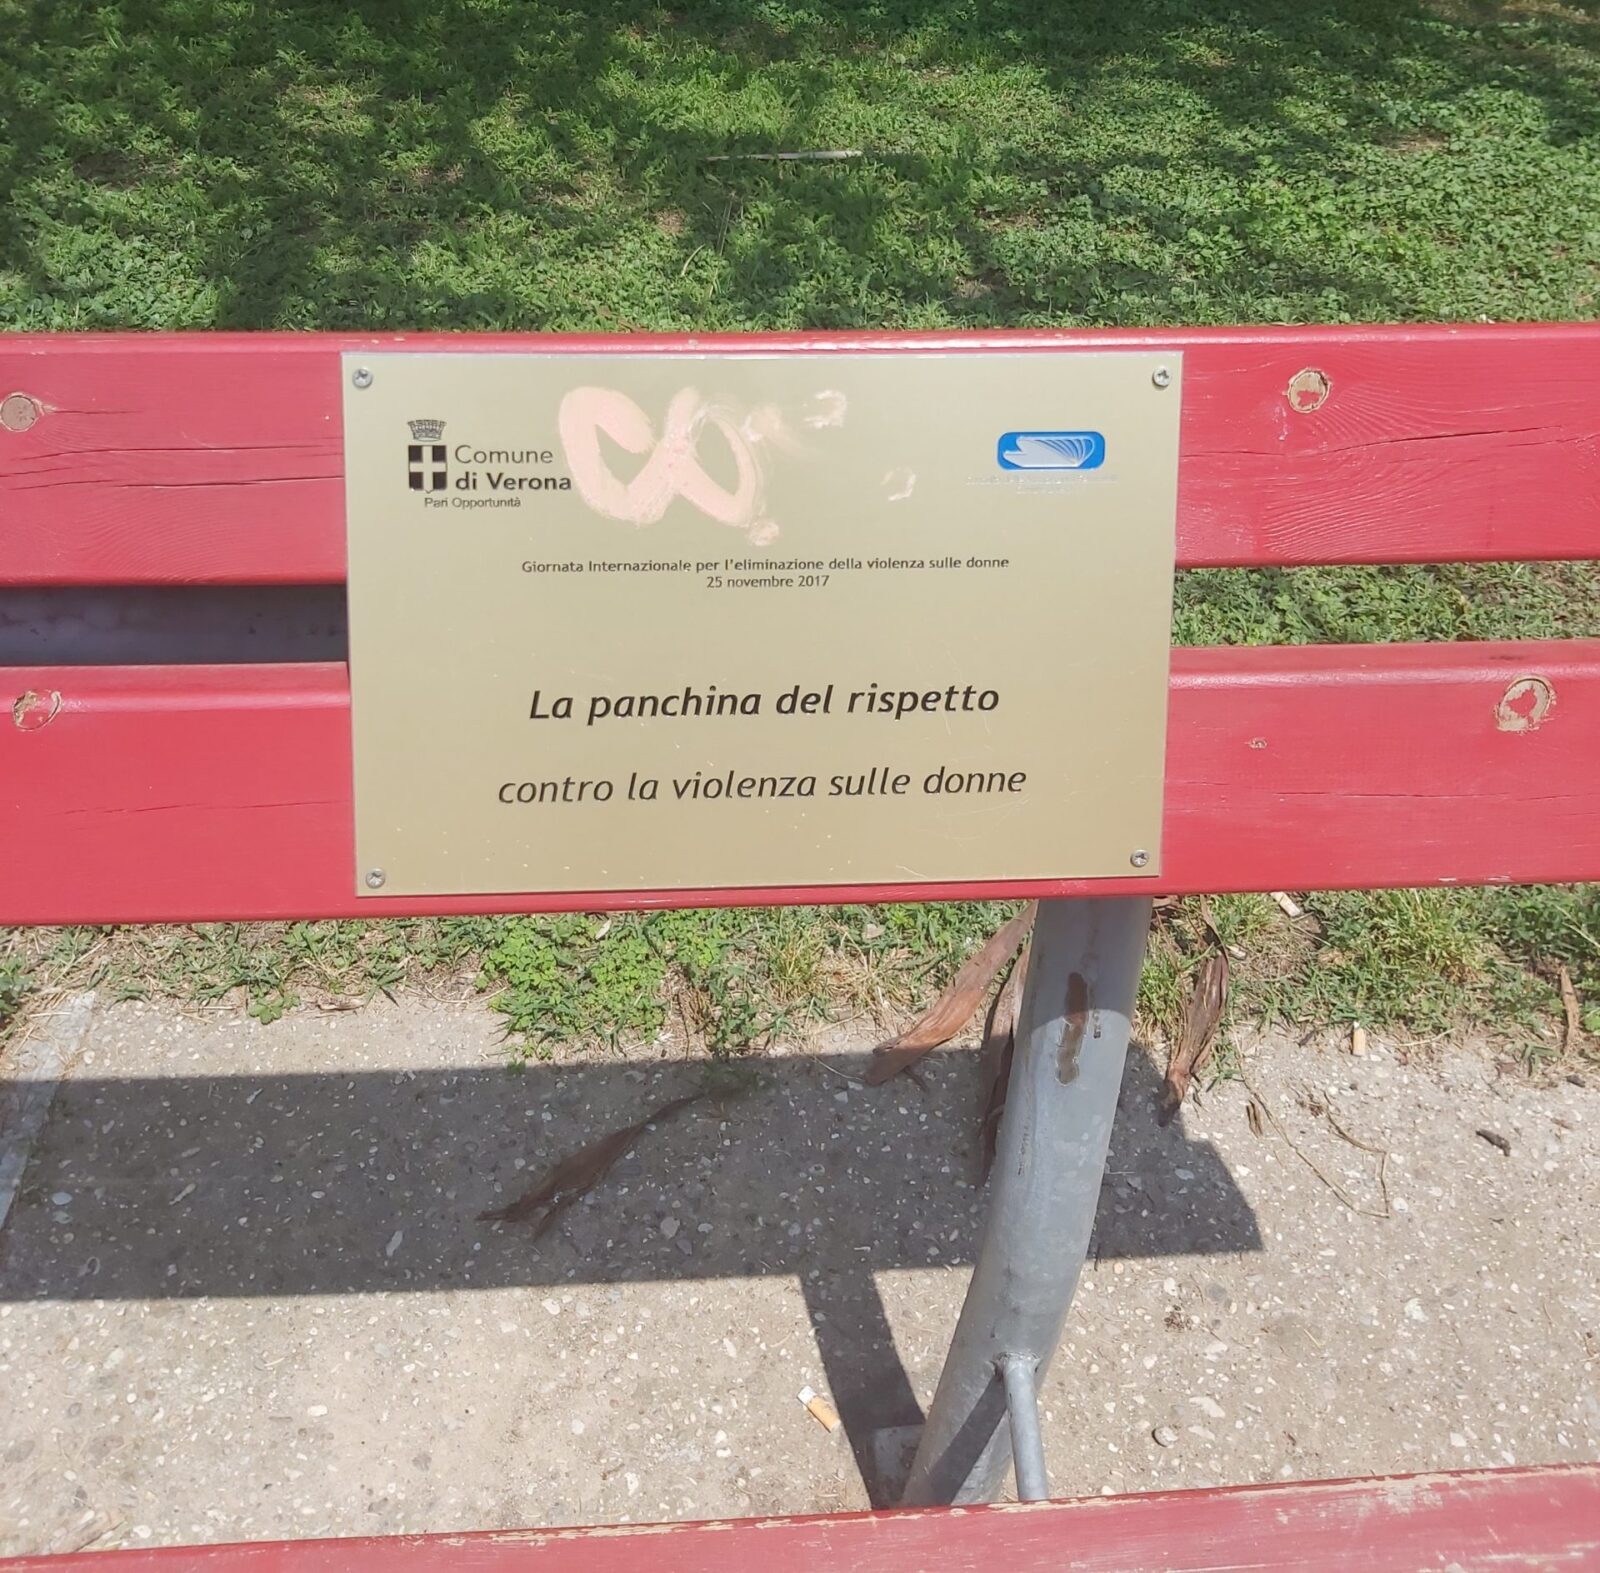 Comune
di Verona
Pari Opportunità
Giornata Internazionale per l'eliminazione della violenza sulle donne
25 novembre 2017
La panchina del rispetto
contro la violenza sulle donne